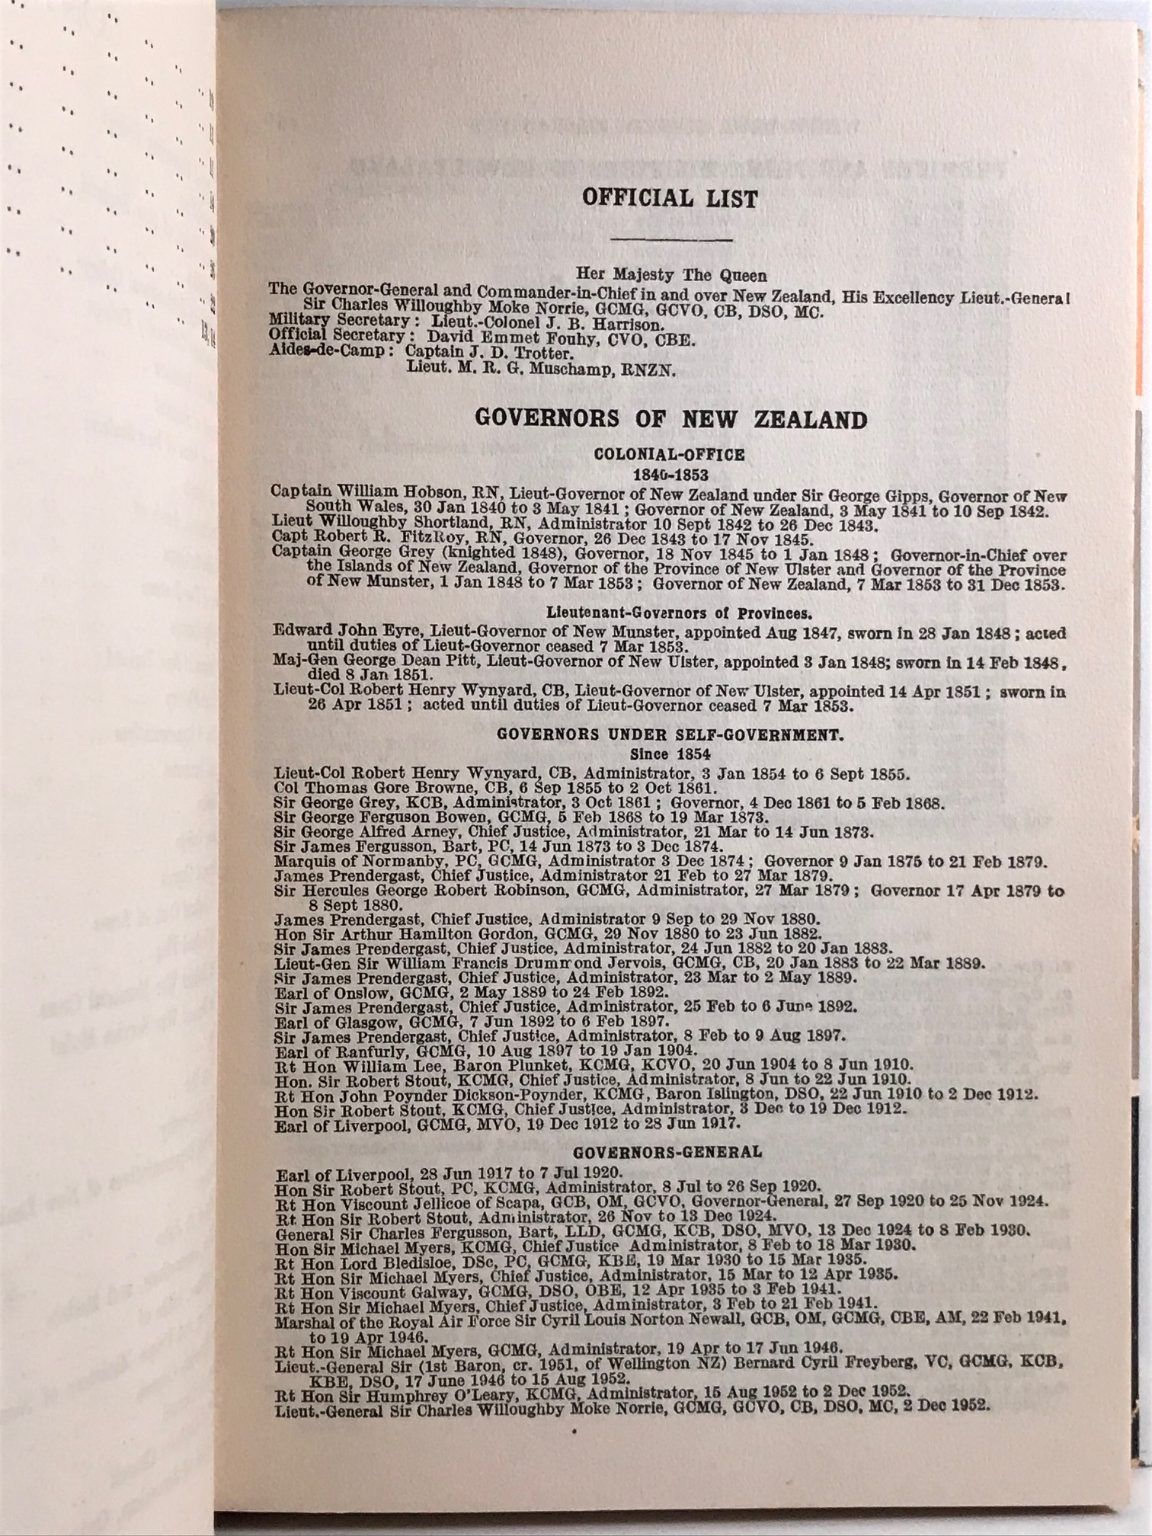 OFFICIAL LIST
Her Majesty The Queen
The Governor-General and Commander-in-Chief in and over New Zealand, His Excellency Lieut.-General
Sir Charles Willoughby Moke Norrie, GCMG, GCVO, CB, DSO, MC.
Military Secretary: Lieut.-Colonel J. B. Harrison.
Official Secretary: David Emmet Fouhy, CVO, CBE.
Aides-de-Camp: Captain J. D. Trotter.
Lieut. M. R. G. Muschamp, RNZN.
GOVERNORS OF NEW ZEALAND
COLONIAL-OFFICE
1840-1853
Captain William Hobson, RN, Lieut-Governor of New Zealand under Sir George Gipps, Governor of New
South Wales, 30 Jan 1840 to 3 May 1841; Governor of New Zealand, 3 May 1841 to 10 Sep 1842.
Lieut Willoughby Shortland, RN, Administrator 10 Sept 1842 to 26 Dec 1843.
Capt Robert R. FitzRoy, RN, Governor, 26 Dec 1843 to 17 Nov 1845.
Captain George Grey (knighted 1848), Governor, 18 Nov 1845 to 1 Jan 1848; Governor-in-Chief over
the Islands of New Zealand, Governor of the Province of New Ulster and Governor of the Province
of New Munster, 1 Jan 1848 to 7 Mar 1853; Governor of New Zealand, 7 Mar 1853 to 31 Dec 1853.
Lieutenant-Governors of Provinces.
Edward John Eyre, Lieut-Governor of New Munster, appointed Aug 1847, sworn in 28 Jan 1848; acted
until duties of Lieut-Governor ceased 7 Mar 1853.
Maj-Gen George Dean Pitt, Lieut-Governor of New Ulster, appointed 3 Jan 1848; sworn in 14 Feb 1848,
died 8 Jan 1851.
Lieut-Col Robert Henry Wynyard, CB, Lieut-Governor of New Ulster, appointed 14 Apr 1851; sworn in
26 Apr 1851; acted until duties of Lieut-Governor ceased 7 Mar 1853.
GOVERNORS UNDER SELF-GOVERNMENT.
Since 1854
Lieut-Col Robert Henry Wynyard, CB, Administrator, 3 Jan 1854 to 6 Sept 1855.
Col Thomas Gore Browne, CB, 6 Sep 1855 to 2 Oct 1861.
Sir George Grey, KCB, Administrator, 3 Oct 1861; Governor, 4 Dec 1861 to 5 Feb 1868.
Sir George Ferguson Bowen, GCMG, 5 Feb 1868 to 19 Mar 1873.
Sir George Alfred Arney, Chief Justice, Administrator, 21 Mar to 14 Jun 1873.
Sir James Fergusson, Bart, PC, 14 Jun 1873 to 3 Dec 1874.
Marquis of Normanby, PC, GCMG, Administrator 3 Dec 1874; Governor 9 Jan 1875 to 21 Feb 1879.
James Prendergast, Chief Justice, Administrator 21 Feb to 27 Mar 1879.
Sir Hercules George Robert Robinson, GCMG, Administrator, 27 Mar 1879; Governor 17 Apr 1879 to
8 Sept 1880.
James Prendergast, Chief Justice, Administrator 9 Sep to 29 Nov 1880.
Hon Sir Arthur Hamilton Gordon, GCMG, 29 Nov 1880 to 23 Jun 1882.
Sir James Prendergast, Chief Justice, Administrator, 24 Jun 1882 to 20 Jan 1883.
Lieut-Gen Sir William Francis Drummond Jervois, GCMG, CB, 20 Jan 1883 to 22 Mar 1889.
Sir James Prendergast, Chief Justice, Administrator, 23 Mar to 2 May 1889.
Earl of Onslow, GCMG, 2 May 1889 to 24 Feb 1892.
Sir James Prendergast, Chief Justice, Administrator, 25 Feb to 6 June 1892.
Earl of Glasgow, GCMG, 7 Jun 1892 to 6 Feb 1897.
Sir James Prendergast, Chief Justice, Administrator, 8 Feb to 9 Aug 1897.
Earl of Ranfurly, GCMG, 10 Aug 1897 to 19 Jan 1904.
Rt Hon William Lee, Baron Plunket, KCMG, KCVO, 20 Jun 1904 to 8 Jun 1910.
Hon. Sir Robert Stout, KCMG, Chief Justice, Administrator, 8 Jun to 22 Jun 1910.
Rt Hon John Poynder Dickson-Poynder, KCMG, Baron Islington, DSO, 22 Jun 1910 to 2 Dec 1912.
Hon Sir Robert Stout, KCMG, Chief Justice, Administrator, 3 Dec to 19 Dec 1912.
Earl of Liverpool, GCMG, MVO, 19 Dec 1912 to 28 Jun 1917.
GOVERNORS-GENERAL
Earl of Liverpool, 28 Jun 1917 to 7 Jul 1920.
Hon Sir Robert Stout, PC, KCMG, Administrator, 8 Jul to 26 Sep 1920.
Rt Hon Viscount Jellicoe of Scapa, GCB, OM, GCVO, Governor-General, 27 Sep 1920 to 25 Nov 1924.
Rt Hon Sir Robert Stout, Administrator, 26 Nov to 13 Dec 1924.
General Sir Charles Fergusson, Bart, LLD, GCMG, KCB, DSO, MVO, 13 Dec 1924 to 8 Feb 1930.
Hon Sir Michael Myers, KCMG, Chief Justice Administrator, 8 Feb to 18 Mar 1930.
Rt Hon Lord Bledisloe, DSc, PC, GCMG, KBE, 19 Mar 1930 to 15 Mar 1935.
Rt Hon Sir Michael Myers, Chief Justice, Administrator, 15 Mar to 12 Apr 1935.
Rt Hon Viscount Galway, GCMG, DSO, OBE, 12 Apr 1935 to 3 Feb 1941.
Rt Hon Sir Michael Myers, Chief Justice, Administrator, 3 Feb to 21 Feb 1941.
Marshal of the Royal Air Force Sir Cyril Louis Norton Newall, GCB, OM, GCMG, CBE, AM, 22 Feb 1941,
to 19 Apr 1946.
Rt Hon Sir Michael Myers, GCMG, Administrator, 19 Apr to 17 Jun 1946.
Lieut.-General Sir (1st Baron, cr. 1951, of Wellington NZ) Bernard Cyril Freyberg, VC, GCMG, KCB,
KBE, DSO, 17 June 1946 to 15 Aug 1952.
Rt Hon Sir Humphrey O'Leary, KCMG, Administrator, 15 Aug 1952 to 2 Dec 1952.
Lieut.-General Sir Charles Willoughby Moke Norrie, GCMG, GCVO, CB, DSO, MC, 2 Dec 1952.